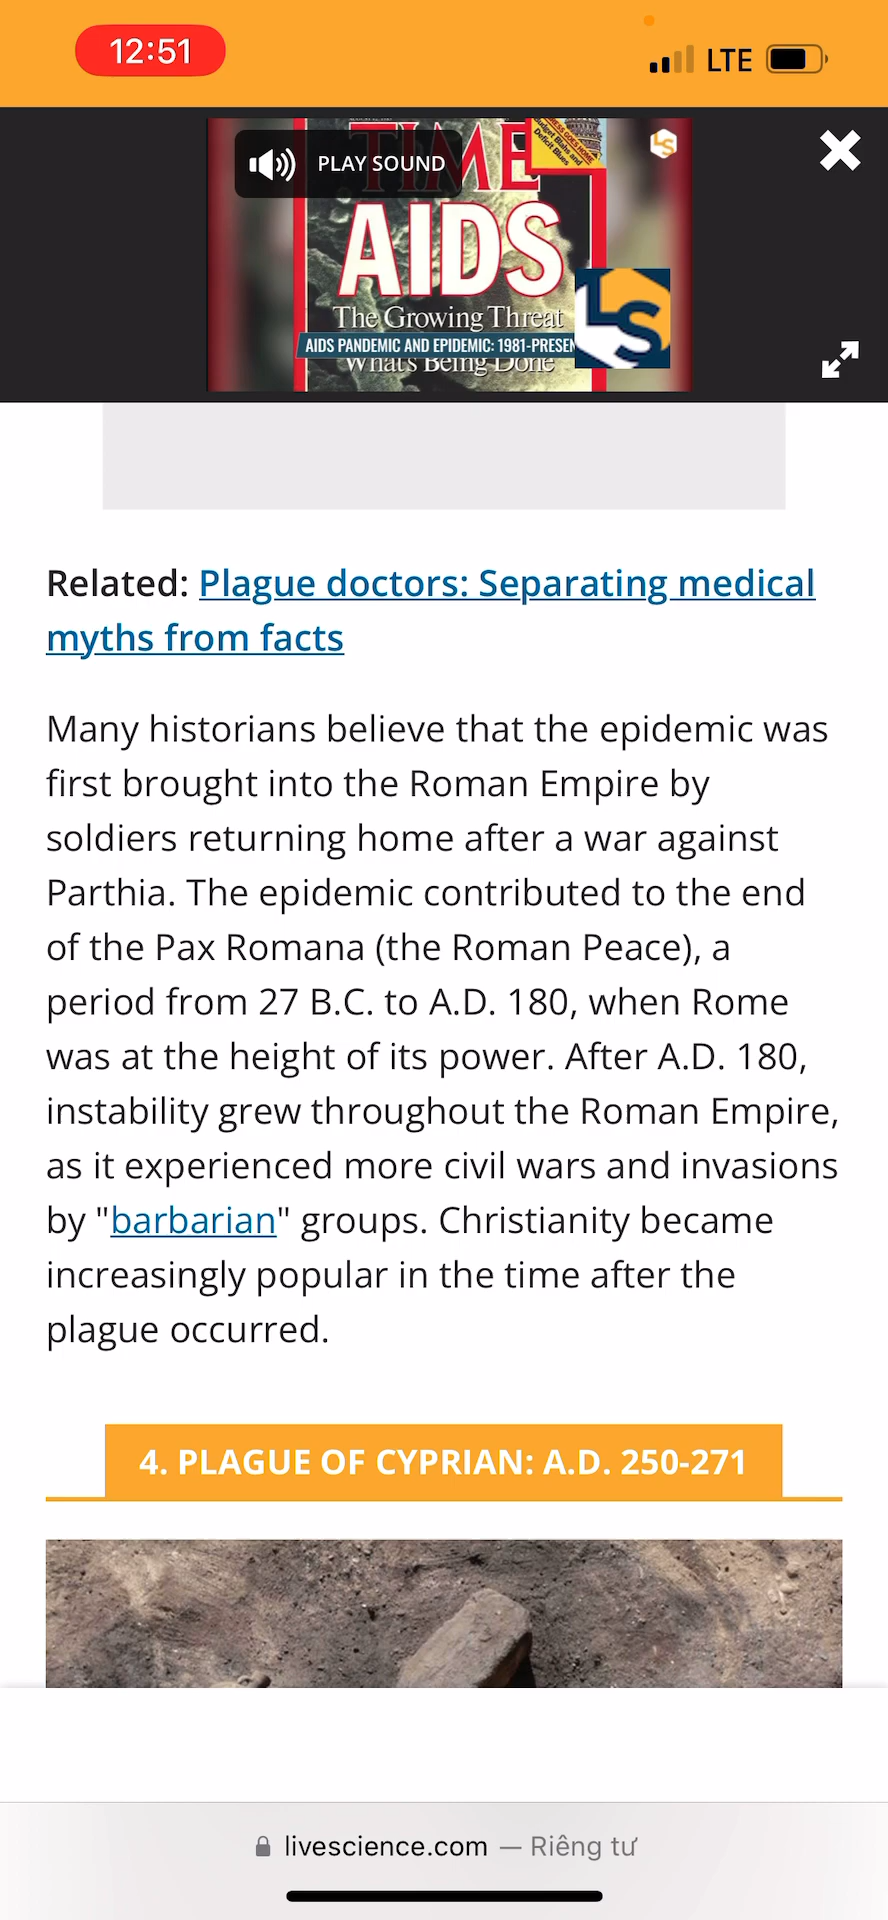 12:51
LTE
TIME
PLAY SOUND
AIDS
The Growing Threat
AIDS PANDEMIC AND EPIDEMIC: 1981-PRESEN
What's Being Done
LS
Related: Plague doctors: Separating medical
myths from facts
Many historians believe that the epidemic was
first brought into the Roman Empire by
soldiers returning home after a war against
Parthia. The epidemic contributed to the end
of the Pax Romana (the Roman Peace), a
period from 27 B.C. to A.D. 180, when Rome
was at the height of its power. After A.D. 180,
instability grew throughout the Roman Empire,
as it experienced more civil wars and invasions
by "barbarian" groups. Christianity became
increasingly popular in the time after the
plague occurred.
4. PLAGUE OF CYPRIAN: A.D. 250-271
livescience.com — Riêng tư